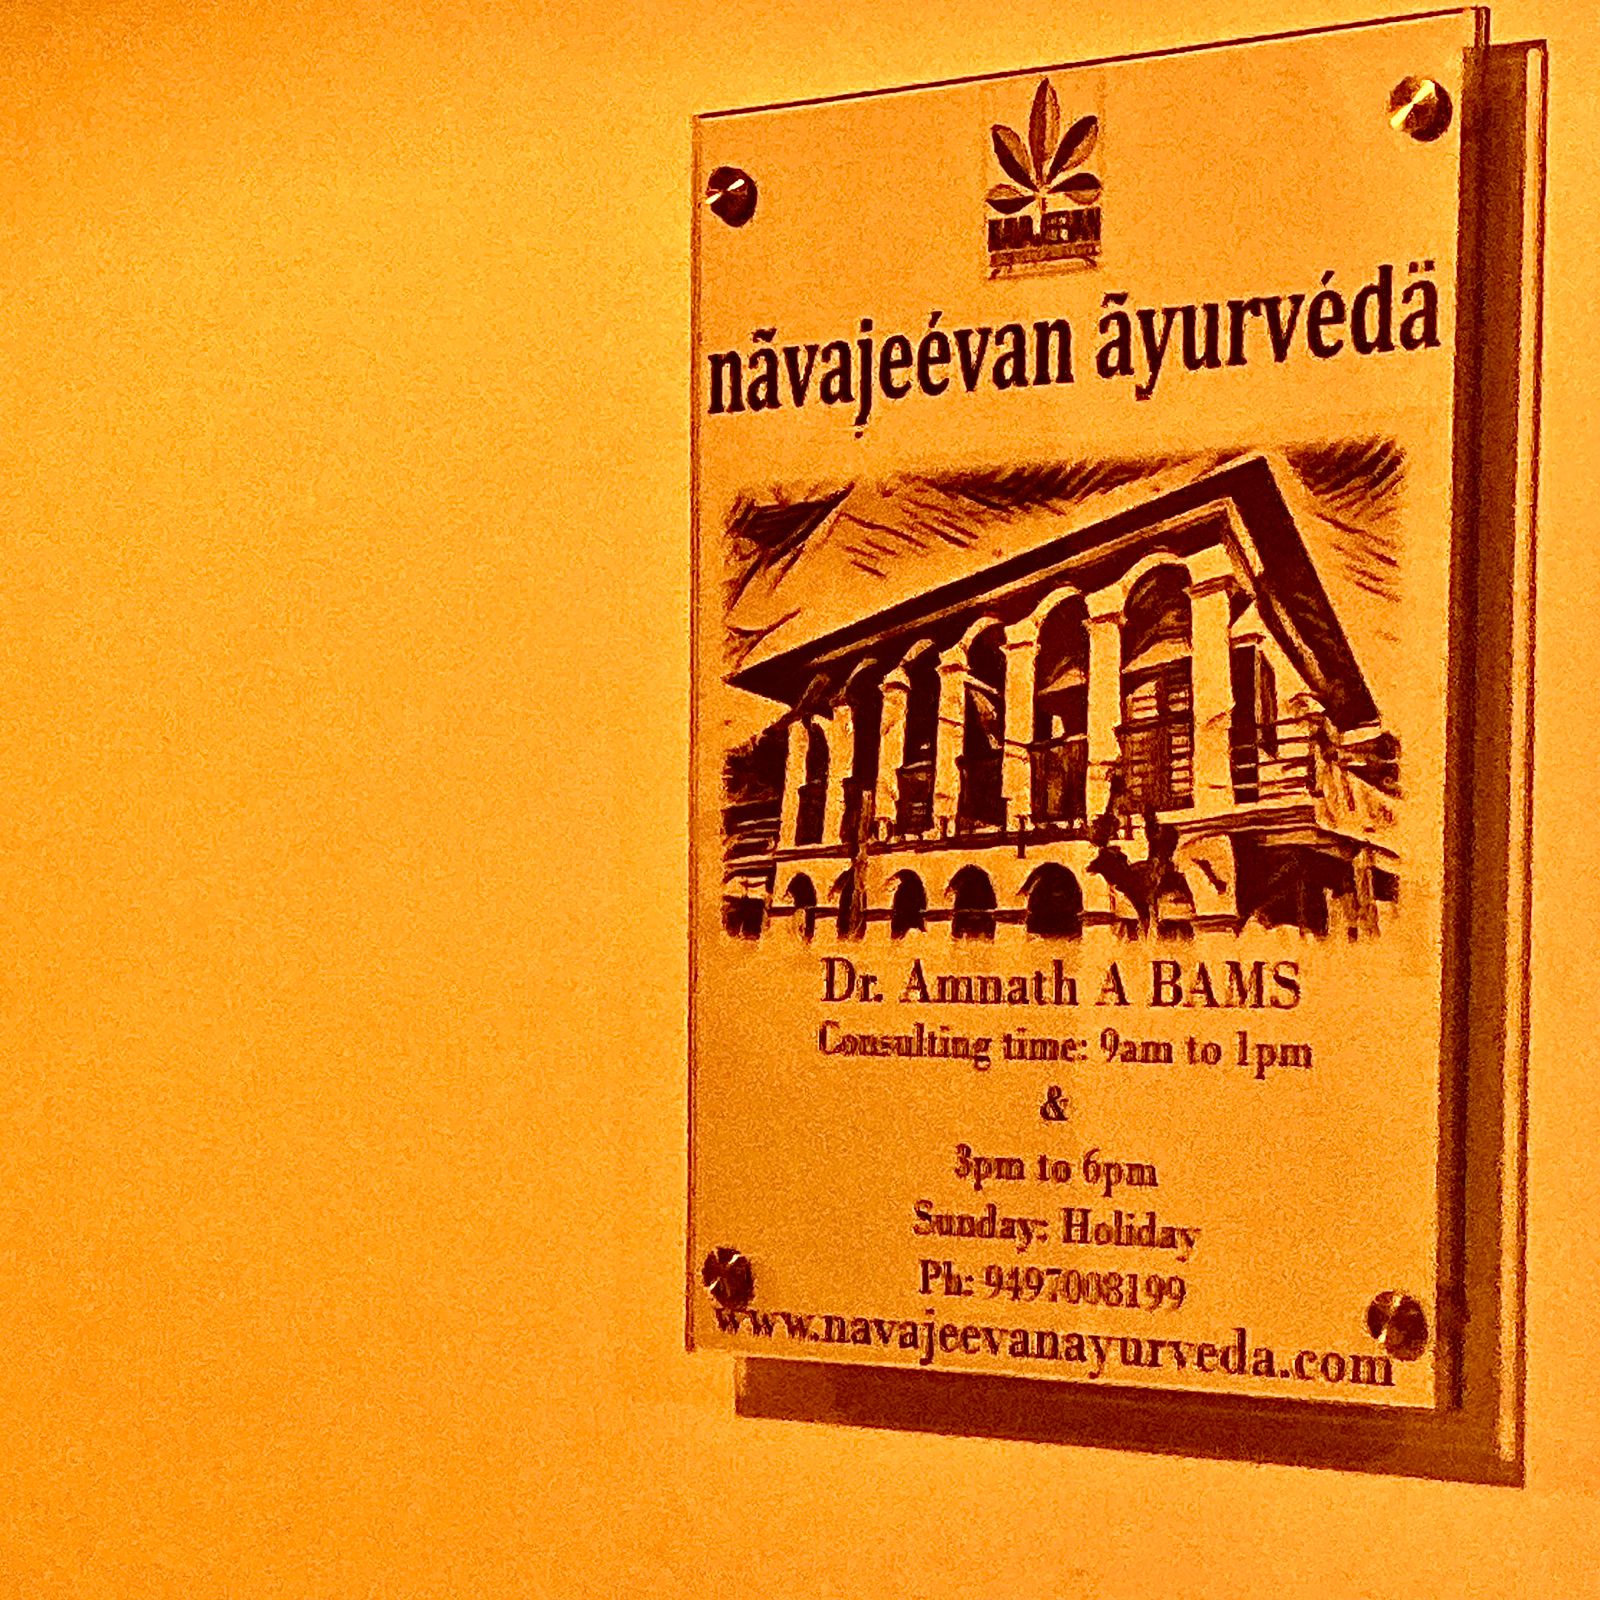 NAVAJEEVAN
nãvajeévan ãyurvédä
Dr. Amnath A BAMS
Consulting time: 9am to 1pm
&
3pm to 6pm
Sunday: Holiday
Ph: 9497008199
www.navajeevanayurveda.com